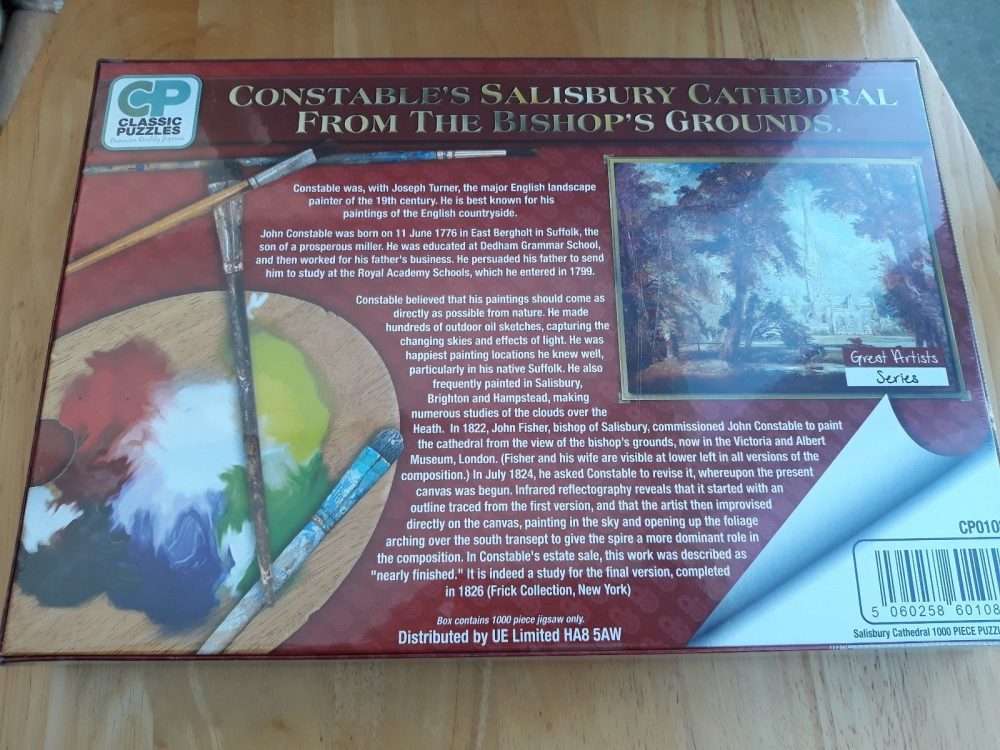 CP
CLASSIC
PUZZLES
CONSTABLE'S SALISBURY CATHEDRAL
FROM THE BISHOP'S GROUNDS.
Constable was, with Joseph Turner, the major English landscape
painter of the 19th century. He is best known for his
paintings of the English countryside.
John Constable was born on 11 June 1776 in East Bergholt in Suffolk, the
son of a prosperous miller. He was educated at Dedham Grammar School,
and then worked for his father's business. He persuaded his father to send
him to study at the Royal Academy Schools, which he entered in 1799.
Constable believed that his paintings should come as
directly as possible from nature. He made
hundreds of outdoor oil sketches, capturing the
changing skies and effects of light. He was
happiest painting locations he knew well,
particularly in his native Suffolk. He also
frequently painted in Salisbury,
Brighton and Hampstead, making
numerous studies of the clouds over the
Heath. In 1822, John Fisher, bishop of Salisbury, commissioned John Constable to paint
the cathedral from the view of the bishop's grounds, now in the Victoria and Albert
Museum, London. (Fisher and his wife are visible at lower left in all versions of the
composition.) In July 1824, he asked Constable to revise it, whereupon the present
canvas was begun. Infrared reflectography reveals that it started with an
outline traced from the first version, and that the artist then improvised
directly on the canvas, painting in the sky and opening up the foliage
arching over the south transept to give the spire a more dominant role in
the composition. In Constable's estate sale, this work was described as
"nearly finished." It is indeed a study for the final version, completed
in 1826 (Frick Collection, New York)
Great Artists
Series
Box contains 1000 piece jigsaw only.
Distributed by UE Limited HA8 5AW
CP010
5 060258 60108
Salisbury Cathedral 1000 PIECE PUZZL